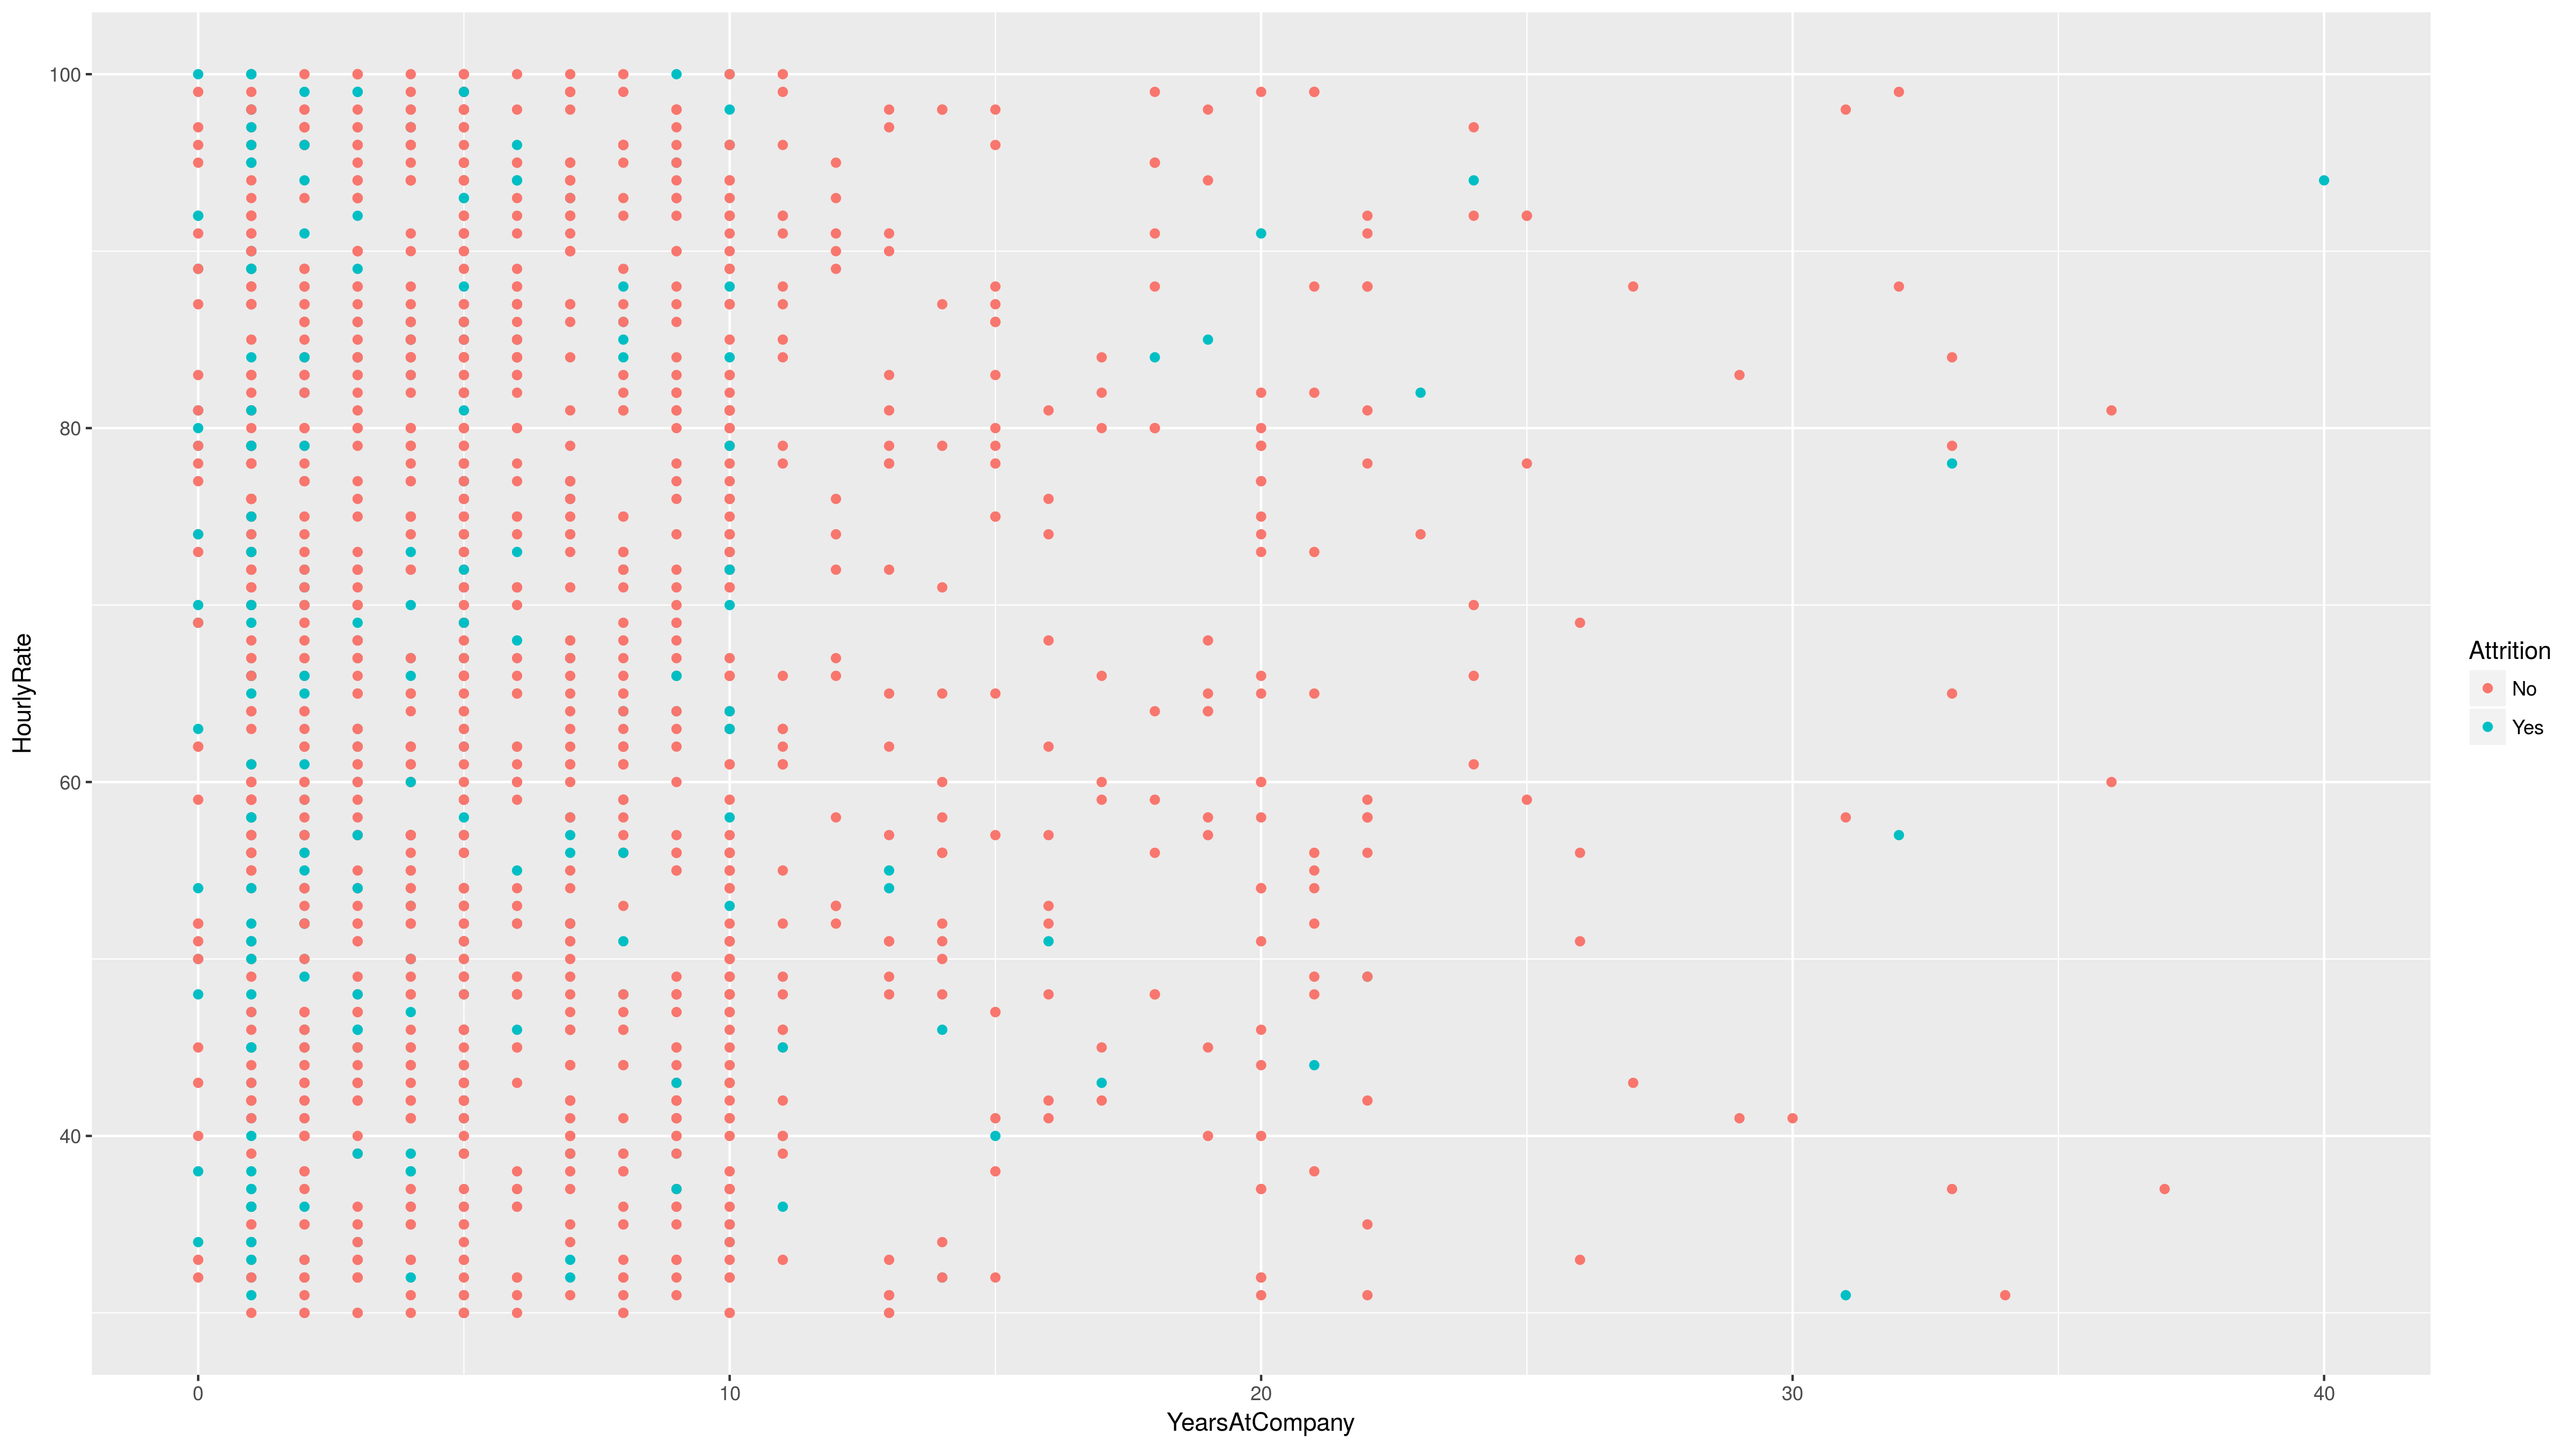 100
80
60
40
HourlyRate
0 10 20 30 40
YearsAtCompany
Attrition
No
Yes